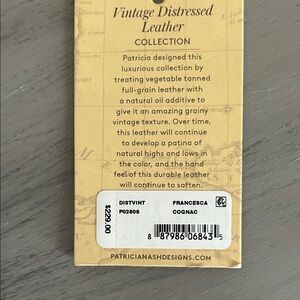 Vintage Distressed
Leather
COLLECTION
Patricia designed this
luxurious collection by
treating vegetable tanned
full-grain leather with
a natural oil additive to
give it an amazing grainy
vintage texture. Over time,
this leather will continue
to develop a patina of
natural highs and lows in
the color, and the hand
feel of this durable leather
will continue to soften.
$229.00
DISTVINT FRANCESCA
P02806 COGNAC
8 87986 06843 5
PATRICIANASHDESIGNS.COM